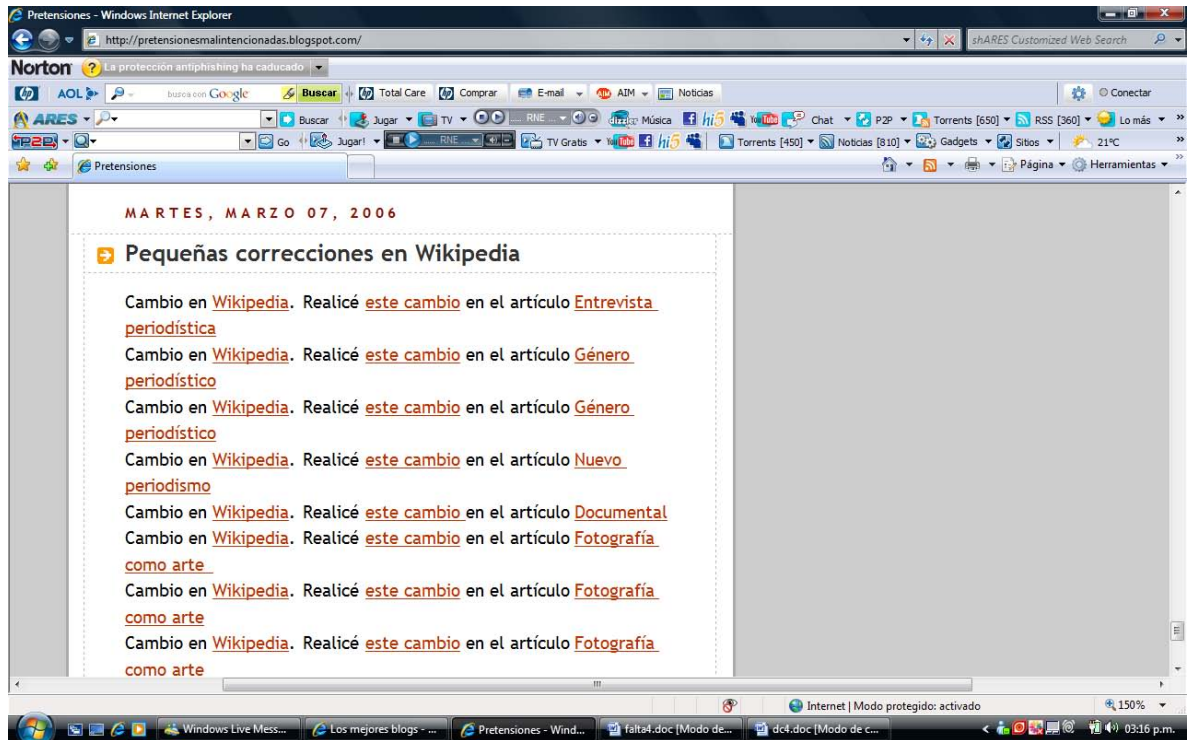 Pretensiones - Windows Internet Explorer
http://pretensionesmalintencionadas.blogspot.com/
shARES Customized Web Search
Norton
La protección antiphishing ha caducado
AOL
busca con Google
Buscar
Total Care
Comprar
E-mail
AIM
Noticias
Conectar
ARES
Buscar
Jugar
TV
RNE
Música
hi5
Chat
P2P
Torrents [650]
RSS [360]
Lo más
P2P
Go
Jugar!
RNE
TV Gratis
hi5
Torrents [450]
Noticias [810]
Gadgets
Sitios
21°C
Pretensiones
Página
Herramientas
MARTES, MARZO 07, 2006
Pequeñas correcciones en Wikipedia
Cambio en Wikipedia. Realicé este cambio en el artículo Entrevista
periodística
Cambio en Wikipedia. Realicé este cambio en el artículo Género
periodístico
Cambio en Wikipedia. Realicé este cambio en el artículo Género
periodístico
Cambio en Wikipedia. Realicé este cambio en el artículo Nuevo
periodismo
Cambio en Wikipedia. Realicé este cambio en el artículo Documental
Cambio en Wikipedia. Realicé este cambio en el artículo Fotografía
como arte
Cambio en Wikipedia. Realicé este cambio en el artículo Fotografía
como arte
Cambio en Wikipedia. Realicé este cambio en el artículo Fotografía
como arte
Internet | Modo protegido: activado
150%
Windows Live Mess...
Los mejores blogs - ...
Pretensiones - Wind...
falta4.doc [Modo de...
dc4.doc [Modo de c...
03:16 p.m.